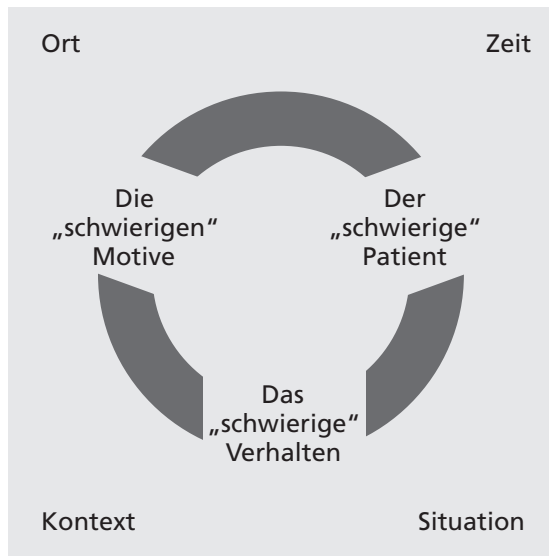 Ort
Zeit
Die
„schwierigen“
Motive
Der
„schwierige“
Patient
Das
„schwierige“
Verhalten
Kontext
Situation